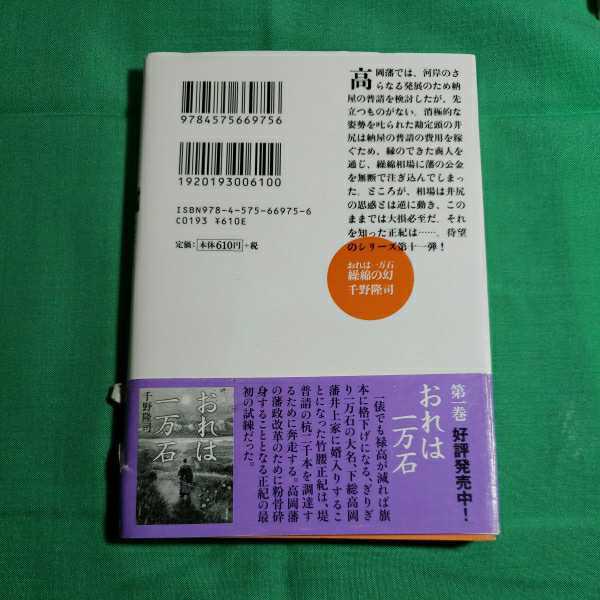 9784575669756
1920193006100
ISBN978-4-575-66975-6
C0193 ¥610E
定価：本体610円+税
高岡藩では、河岸のさ
らなる発展のため納
屋の普請を検討したが、先
立つものがない。消極的な
姿勢を叱られた勘定頭の井
尻は納屋の普請の費用を稼
ぐため、縁のできた商人を
通じ、繰綿相場に藩の公金
を無断で注ぎ込んでしまっ
た。ところが、相場は井尻
の思惑とは逆に動き、この
ままでは大損必至だ。それ
を知った正紀は……。待望
のシリーズ第十一弾！
おれは一万石
繰綿の幻
千野隆司
第一巻 好評発売中！
おれは
一万石
一俵でも禄高が減れば旗
本に格下げになる、ぎりぎ
り一万石の大名、下総高岡
藩井上家に婿入りするこ
とになった竹腰正紀は、堤
普請の杭二千本を調達す
るために奔走する。高岡藩
の藩政改革のために粉骨砕
身することとなる正紀の最
初の試練だった。
おれは
一万石
千野隆司